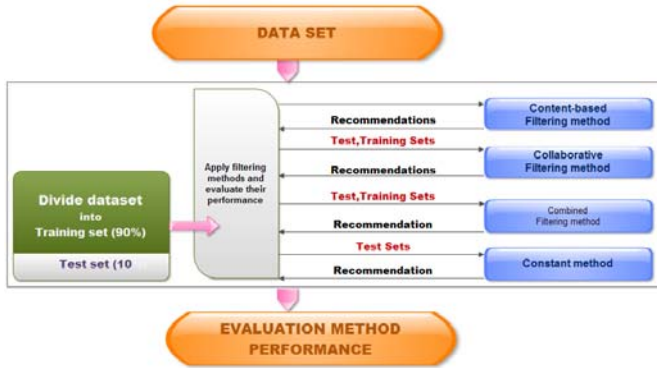 DATA SET
Content-based
Filtering method
Recommendations
Test,Training Sets
Collaborative
Filtering method
Recommendations
Apply filtering
methods and
evaluate their
performance
Divide dataset
into
Training set (90%)
Test set (10
Test,Training Sets
Combined
Filtering method
Recommendation
Test Sets
Constant method
Recommendation
EVALUATION METHOD
PERFORMANCE